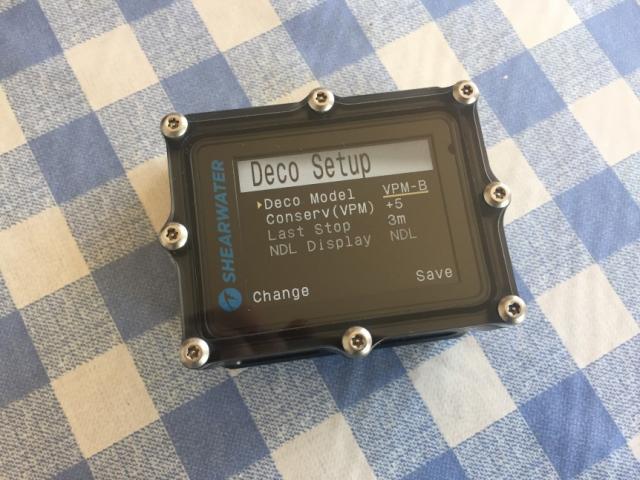 SHEARWATER
Deco Setup
Deco Model VPM-B
Conserv(VPM) +5
Last Stop 3m
NDL Display NDL
Change Save